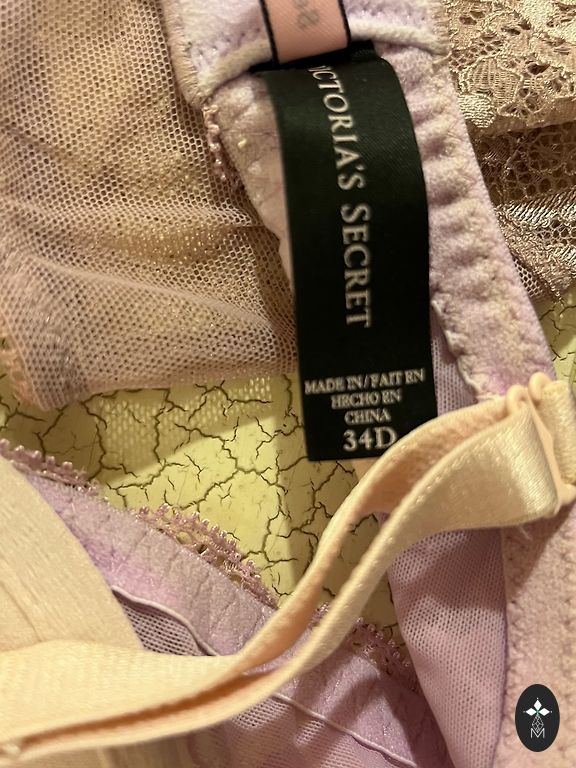 VICTORIA'S SECRET
MADE IN / FAIT EN
HECHO EN
CHINA
34D